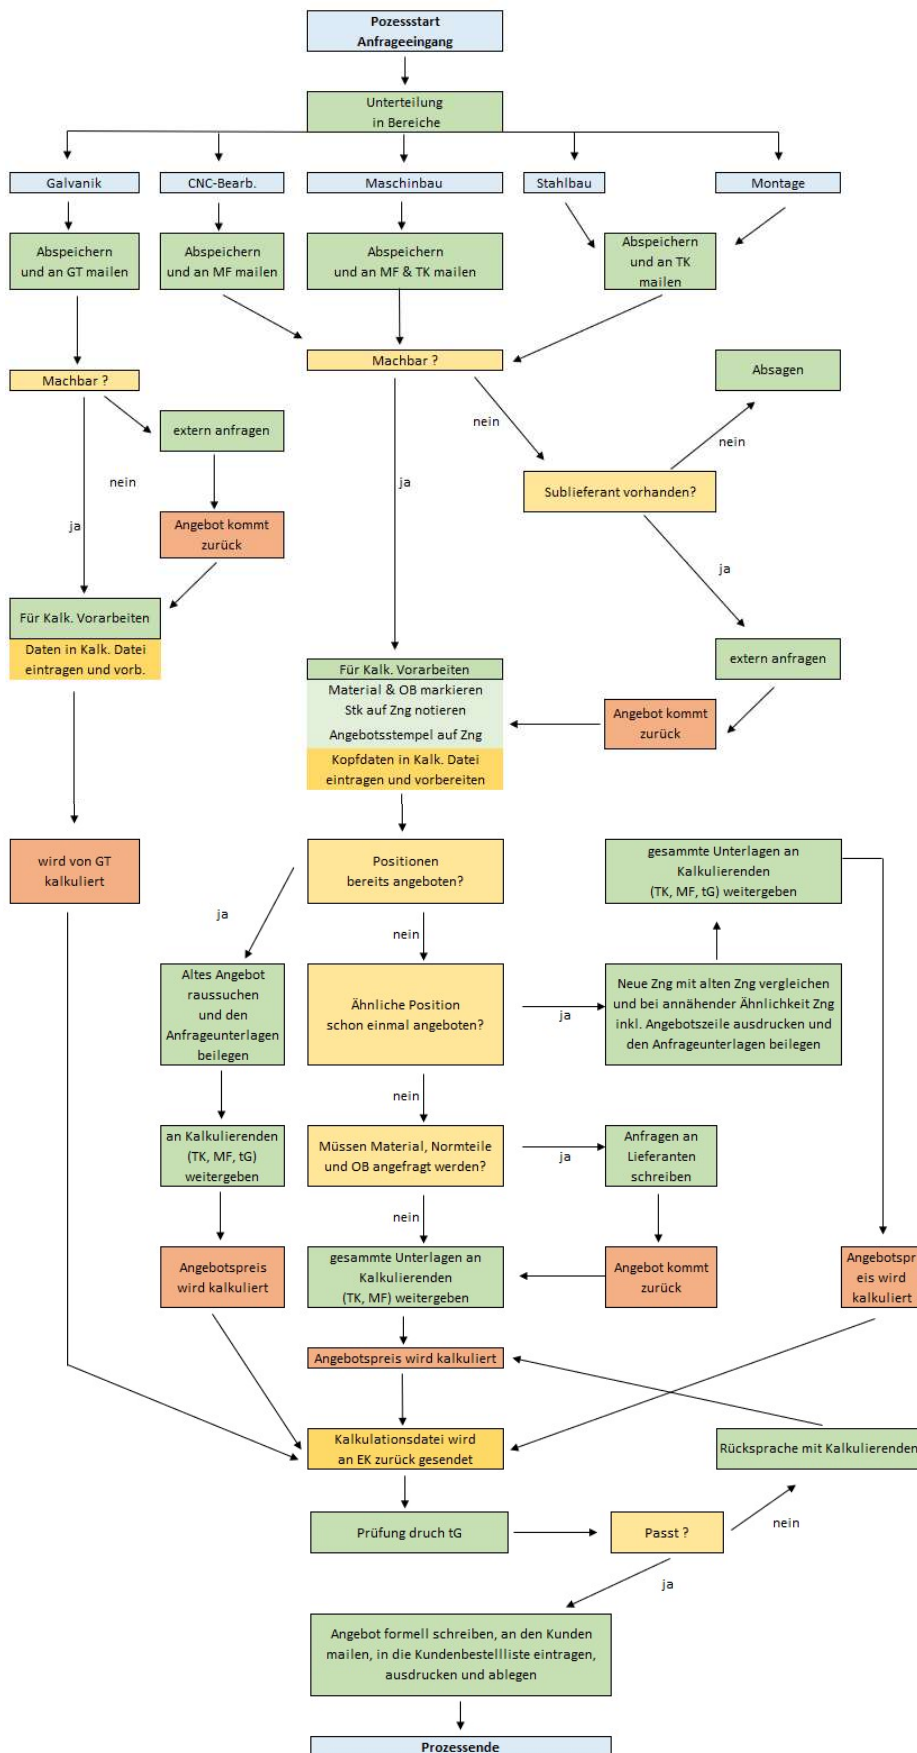 Pozessstart
Anfrageeingang
Unterteilung
in Bereiche
Galvanik
CNC-Bearb.
Maschinbau
Stahlbau
Montage
Abspeichern
und an GT mailen
Abspeichern
und an MF mailen
Abspeichern
und an MF & TK mailen
Abspeichern
und an TK
mailen
Machbar ?
Machbar ?
Absagen
nein
nein
extern anfragen
nein
ja
Sublieferant vorhanden?
ja
Angebot kommt
zurück
ja
Für Kalk. Vorarbeiten
Daten in Kalk. Datei
eintragen und vorb.
extern anfragen
Für Kalk. Vorarbeiten
Material & OB markieren
Stk auf Zng notieren
Angebotsstempel auf Zng
Kopfdaten in Kalk. Datei
eintragen und vorbereiten
Angebot kommt
zurück
wird von GT
kalkuliert
Positionen
bereits angeboten?
gesammte Unterlagen an
Kalkulierenden
(TK, MF, tG) weitergeben
ja
nein
Altes Angebot
raussuchen
und den
Anfrageunterlagen
beilegen
Ähnliche Position
schon einmal angeboten?
ja
Neue Zng mit alten Zng vergleichen
und bei annähender Ähnlichkeit Zng
inkl. Angebotszeile ausdrucken und
den Anfrageunterlagen beilegen
nein
an Kalkulierenden
(TK, MF, tG)
weitergeben
Müssen Material, Normteile
und OB angefragt werden?
ja
Anfragen an
Lieferanten
schreiben
nein
Angebotspreis
wird kalkuliert
gesammte Unterlagen an
Kalkulierenden
(TK, MF) weitergeben
Angebot kommt
zurück
Angebotspr
eis wird
kalkuliert
Angebotspreis wird kalkuliert
Kalkulationsdatei wird
an EK zurück gesendet
Rücksprache mit Kalkulierenden
Prüfung druch tG
Passt ?
nein
ja
Angebot formell schreiben, an den Kunden
mailen, in die Kundenbestellliste eintragen,
ausdrucken und ablegen
Prozessende